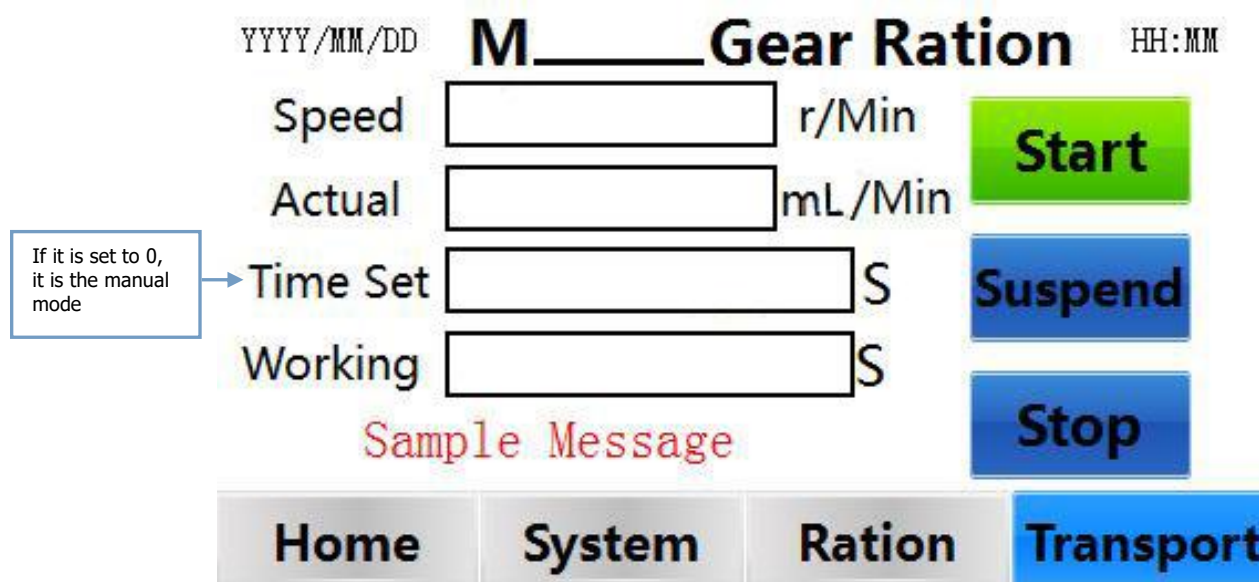 YYYY/MM/DD M_____Gear Ration HH:MM
Speed r/Min
Start
Actual mL/Min
If it is set to 0,
it is the manual
mode
Time Set S
Suspend
Working S
Stop
Sample Message
Home System Ration Transport